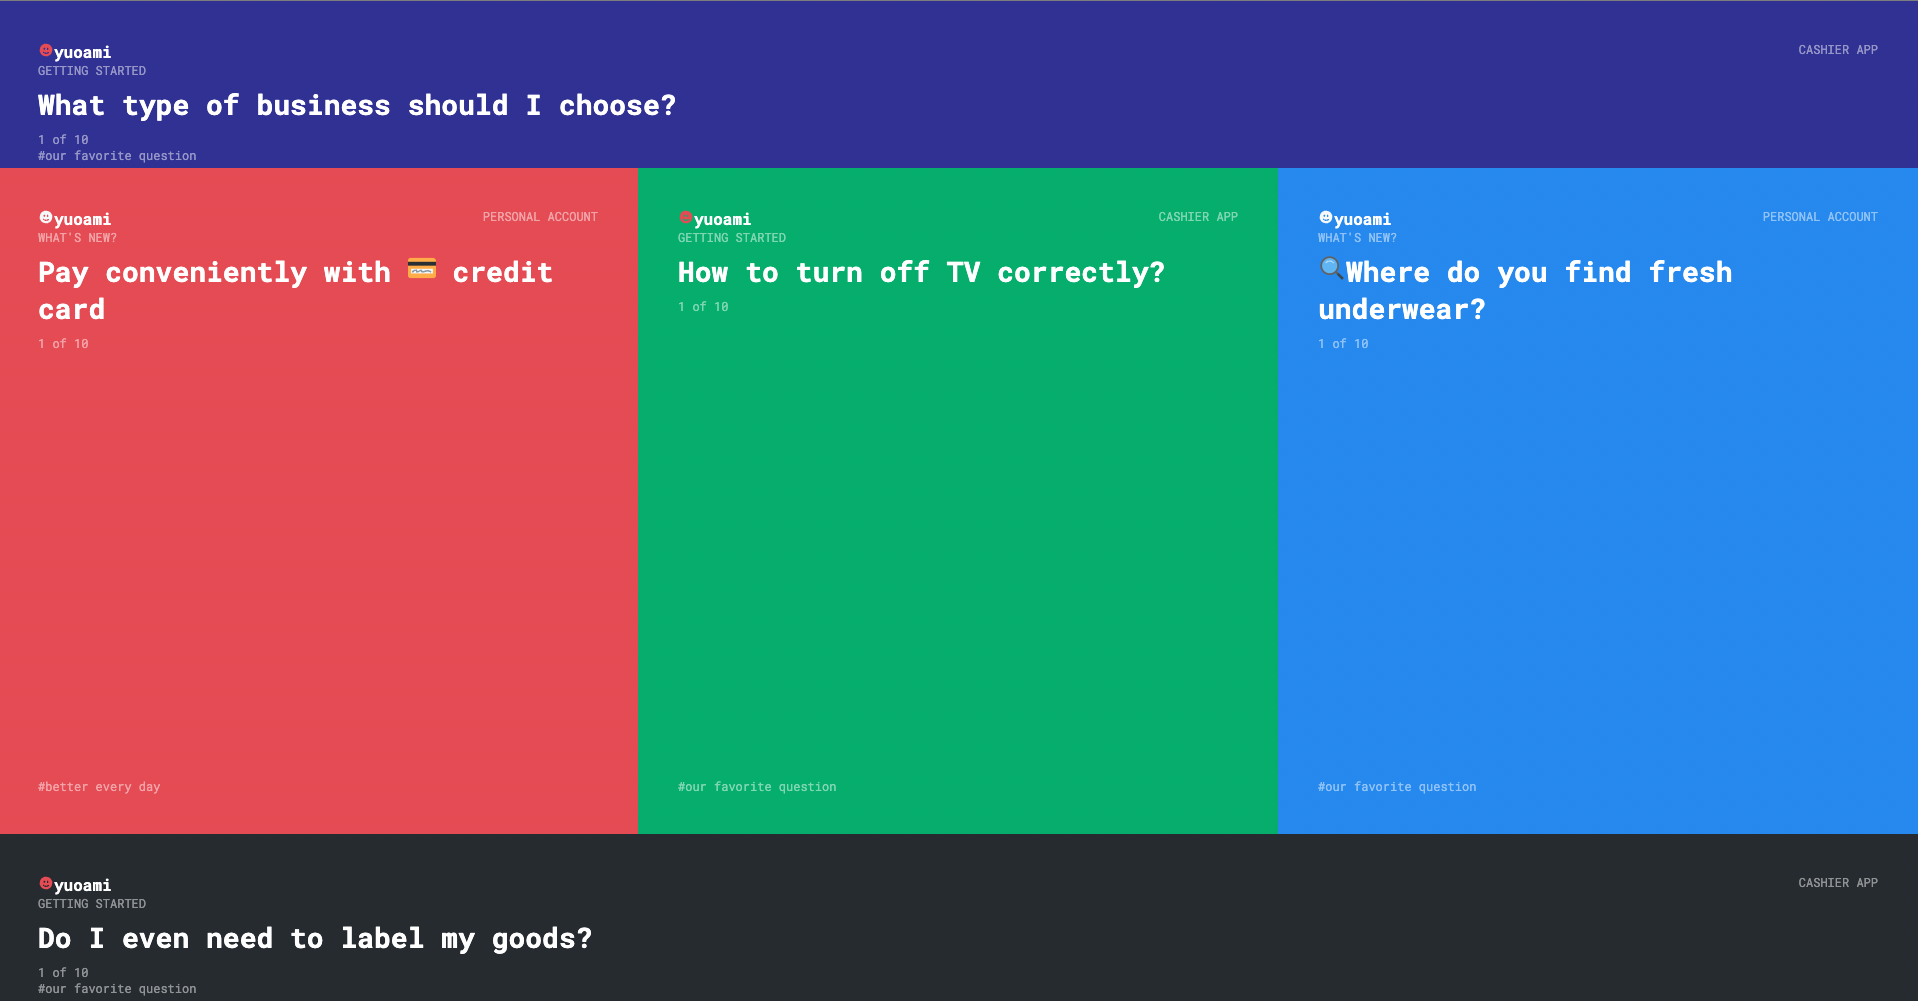 yuoami
CASHIER APP
GETTING STARTED
What type of business should I choose?
1 of 10
#our favorite question
yuoami
PERSONAL ACCOUNT
WHAT'S NEW?
Pay conveniently with 💳 credit
card
1 of 10
#better every day
yuoami
CASHIER APP
GETTING STARTED
How to turn off TV correctly?
1 of 10
#our favorite question
yuoami
PERSONAL ACCOUNT
WHAT'S NEW?
🔍Where do you find fresh
underwear?
1 of 10
#our favorite question
yuoami
CASHIER APP
GETTING STARTED
Do I even need to label my goods?
1 of 10
#our favorite question